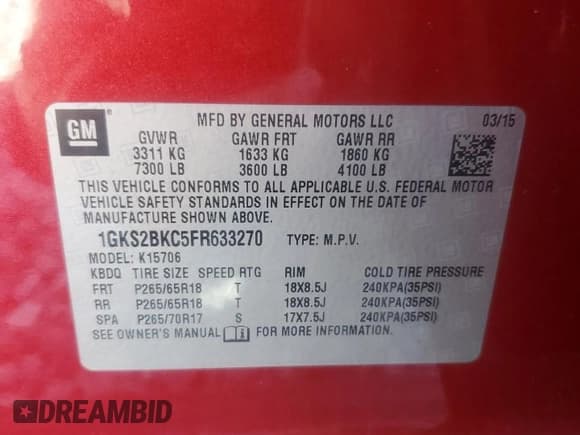 GM
MFD BY GENERAL MOTORS LLC 03/15
GVWR GAWR FRT GAWR RR
3311 KG 1633 KG 1860 KG
7300 LB 3600 LB 4100 LB
THIS VEHICLE CONFORMS TO ALL APPLICABLE U.S. FEDERAL MOTOR
VEHICLE SAFETY STANDARDS IN EFFECT ON THE DATE OF
MANUFACTURE SHOWN ABOVE.
1GKS2BKC5FR633270 TYPE: M.P.V.
MODEL: K15706
KBDQ TIRE SIZE SPEED RTG RIM COLD TIRE PRESSURE
FRT P265/65R18 T 18X8.5J 240KPA(35PSI)
RR P265/65R18 T 18X8.5J 240KPA(35PSI)
SPA P265/70R17 S 17X7.5J 240KPA(35PSI)
SEE OWNER'S MANUAL FOR MORE INFORMATION.
DREAMBID